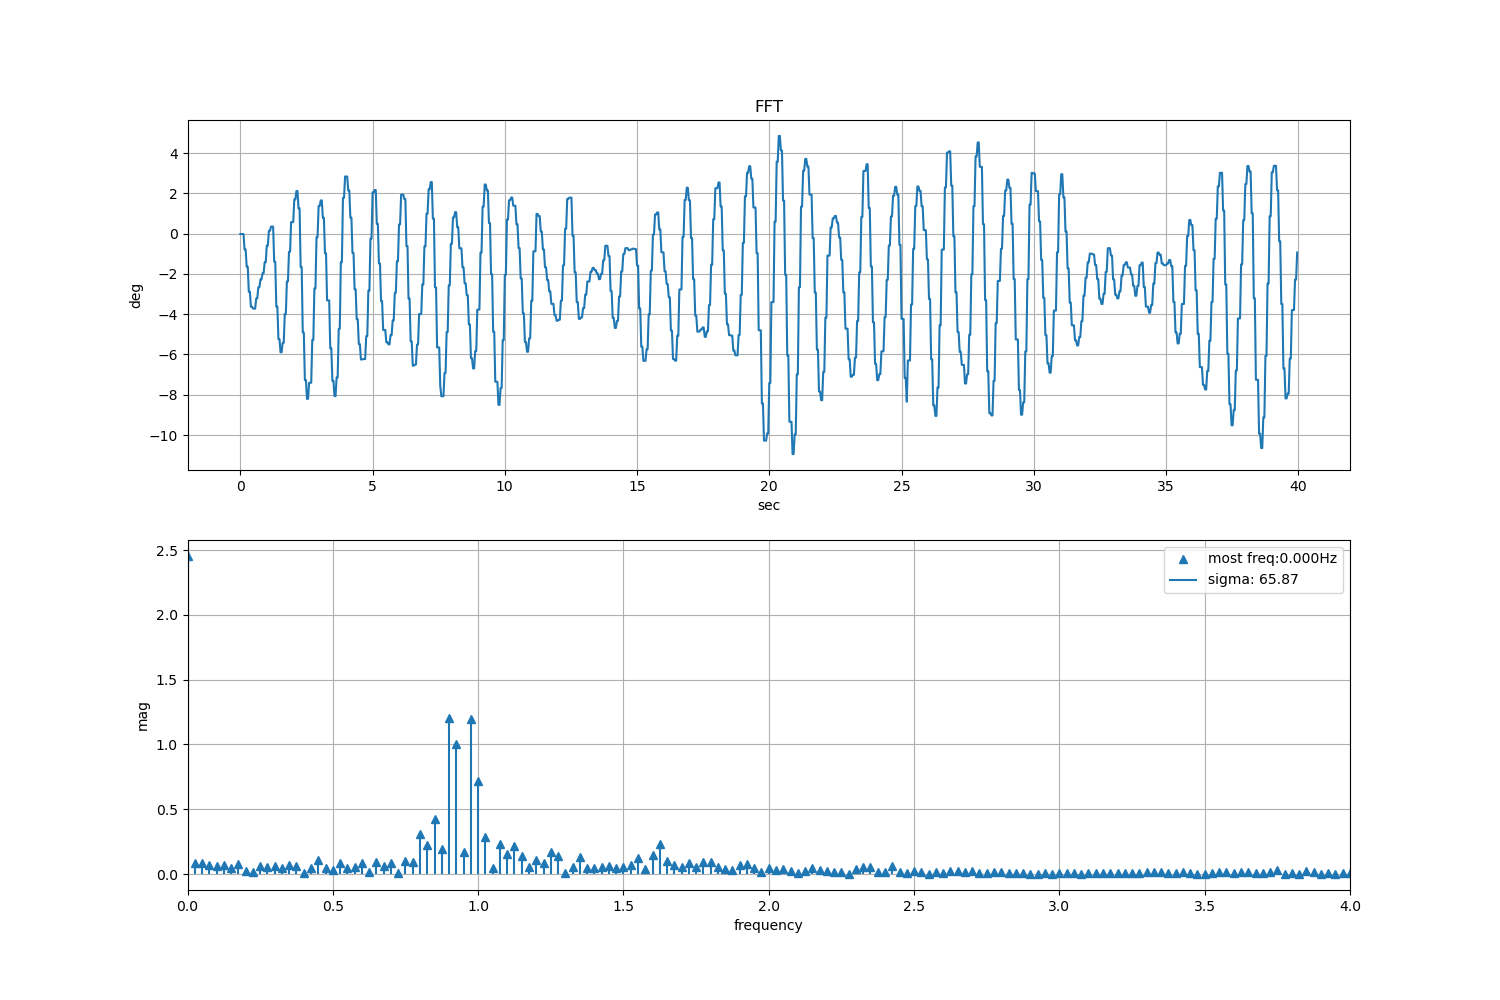 FFT
4
2
0
−2
−4
−6
−8
−10
deg
0 5 10 15 20 25 30 35 40
sec
2.5
2.0
1.5
1.0
0.5
0.0
mag
most freq:0.000Hz
sigma: 65.87
0.0 0.5 1.0 1.5 2.0 2.5 3.0 3.5 4.0
frequency